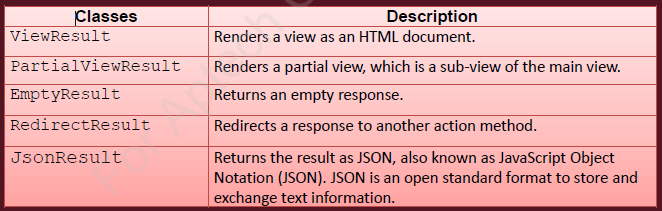 Classes Description
ViewResult Renders a view as an HTML document.
PartialViewResult Renders a partial view, which is a sub-view of the main view.
EmptyResult Returns an empty response.
RedirectResult Redirects a response to another action method.
JsonResult Returns the result as JSON, also known as JavaScript Object
Notation (JSON). JSON is an open standard format to store and
exchange text information.
For Aptech